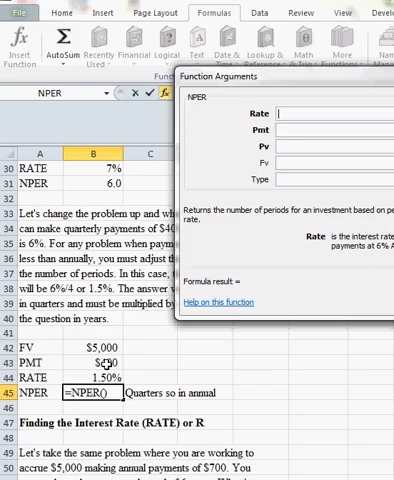 File Home Insert Page Layout Formulas Data Review View
fx Σ
Insert Function AutoSum Recently Used Financial Logical Text Date & Time Lookup & Reference Math & Trig More Functions
NPER fx
Function Arguments
NPER
Rate
Pmt
Pv
Fv
Type
Returns the number of periods for an investment based on
rate.
Rate is the interest rate
payments at 6% A
Formula result =
Help on this function
A B C
30 RATE 7%
31 NPER 6.0
32
33 Let's change the problem up and
34 can make quarterly payments of
35 is 6%. For any problem when
36 less than annually, you must adjust
37 the number of periods. In this case,
38 will be 6%/4 or 1.5%. The answer
39 in quarters and must be multiplied by
40 the question in years.
41
42 FV $5,000
43 PMT
44 RATE 1.50%
45 NPER =NPER() Quarters so in annual
46
47 Finding the Interest Rate (RATE) or R
48
49 Let's take the same problem where you are working to
50 accrue $5,000 making annual payments of $700. You